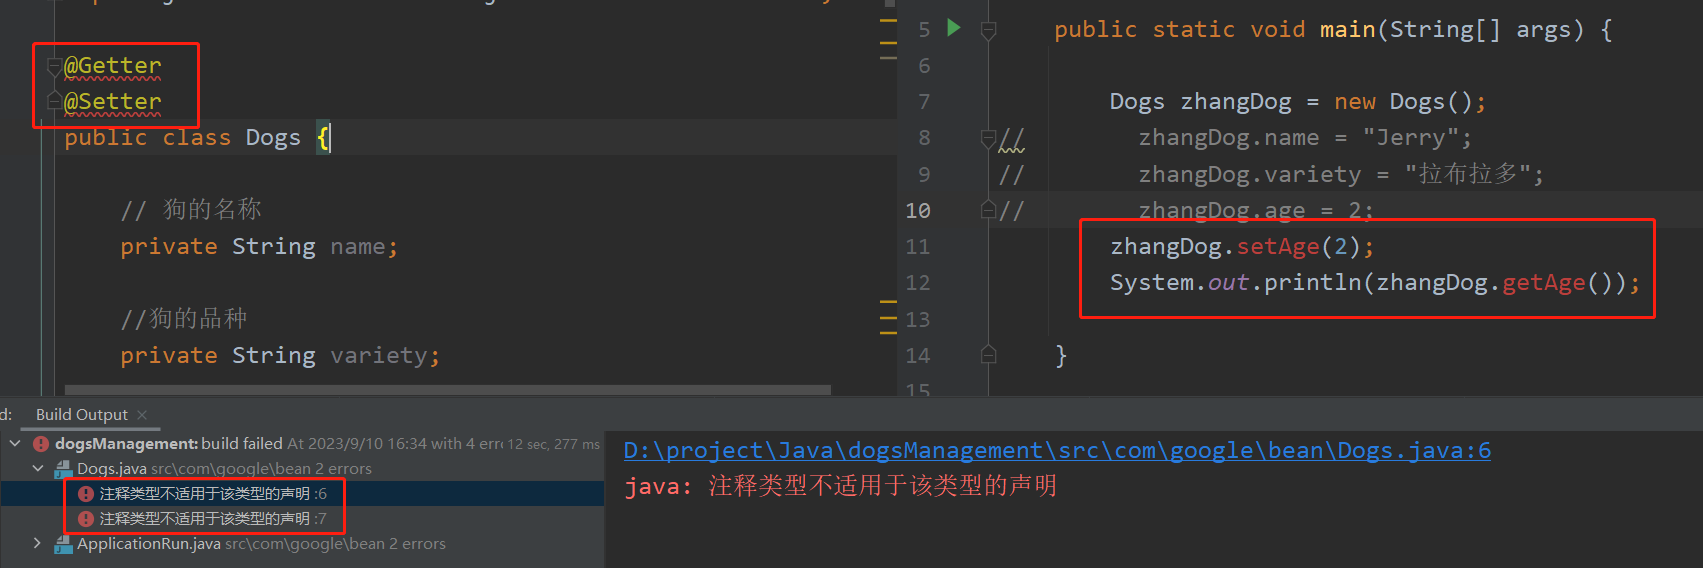 @Getter
@Setter
public class Dogs {
// 狗的名称
private String name;
//狗的品种
private String variety;
5 public static void main(String[] args) {
6
7 Dogs zhangDog = new Dogs();
8 // zhangDog.name = "Jerry";
9 // zhangDog.variety = "拉布拉多";
10 // zhangDog.age = 2;
11 zhangDog.setAge(2);
12 System.out.println(zhangDog.getAge());
13
14 }
15
d: Build Output
dogsManagement: build failed At 2023/9/10 16:34 with 4 erro 12 sec, 277 ms
Dogs.java src\com\google\bean 2 errors
注释类型不适用于该类型的声明 :6
注释类型不适用于该类型的声明 :7
ApplicationRun.java src\com\google\bean 2 errors
D:\project\Java\dogsManagement\src\com\google\bean\Dogs.java:6
java: 注释类型不适用于该类型的声明